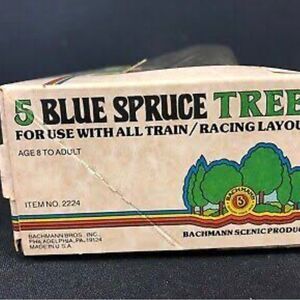 5 BLUE SPRUCE TREE
FOR USE WITH ALL TRAIN/RACING LAYOU
AGE 8 TO ADULT
ITEM NO. 2224
BACHMANN
B
BACHMANN BROS., INC.
PHILADELPHIA, PA. 19124
MADE IN U.S.A.
BACHMANN SCENIC PRODUC